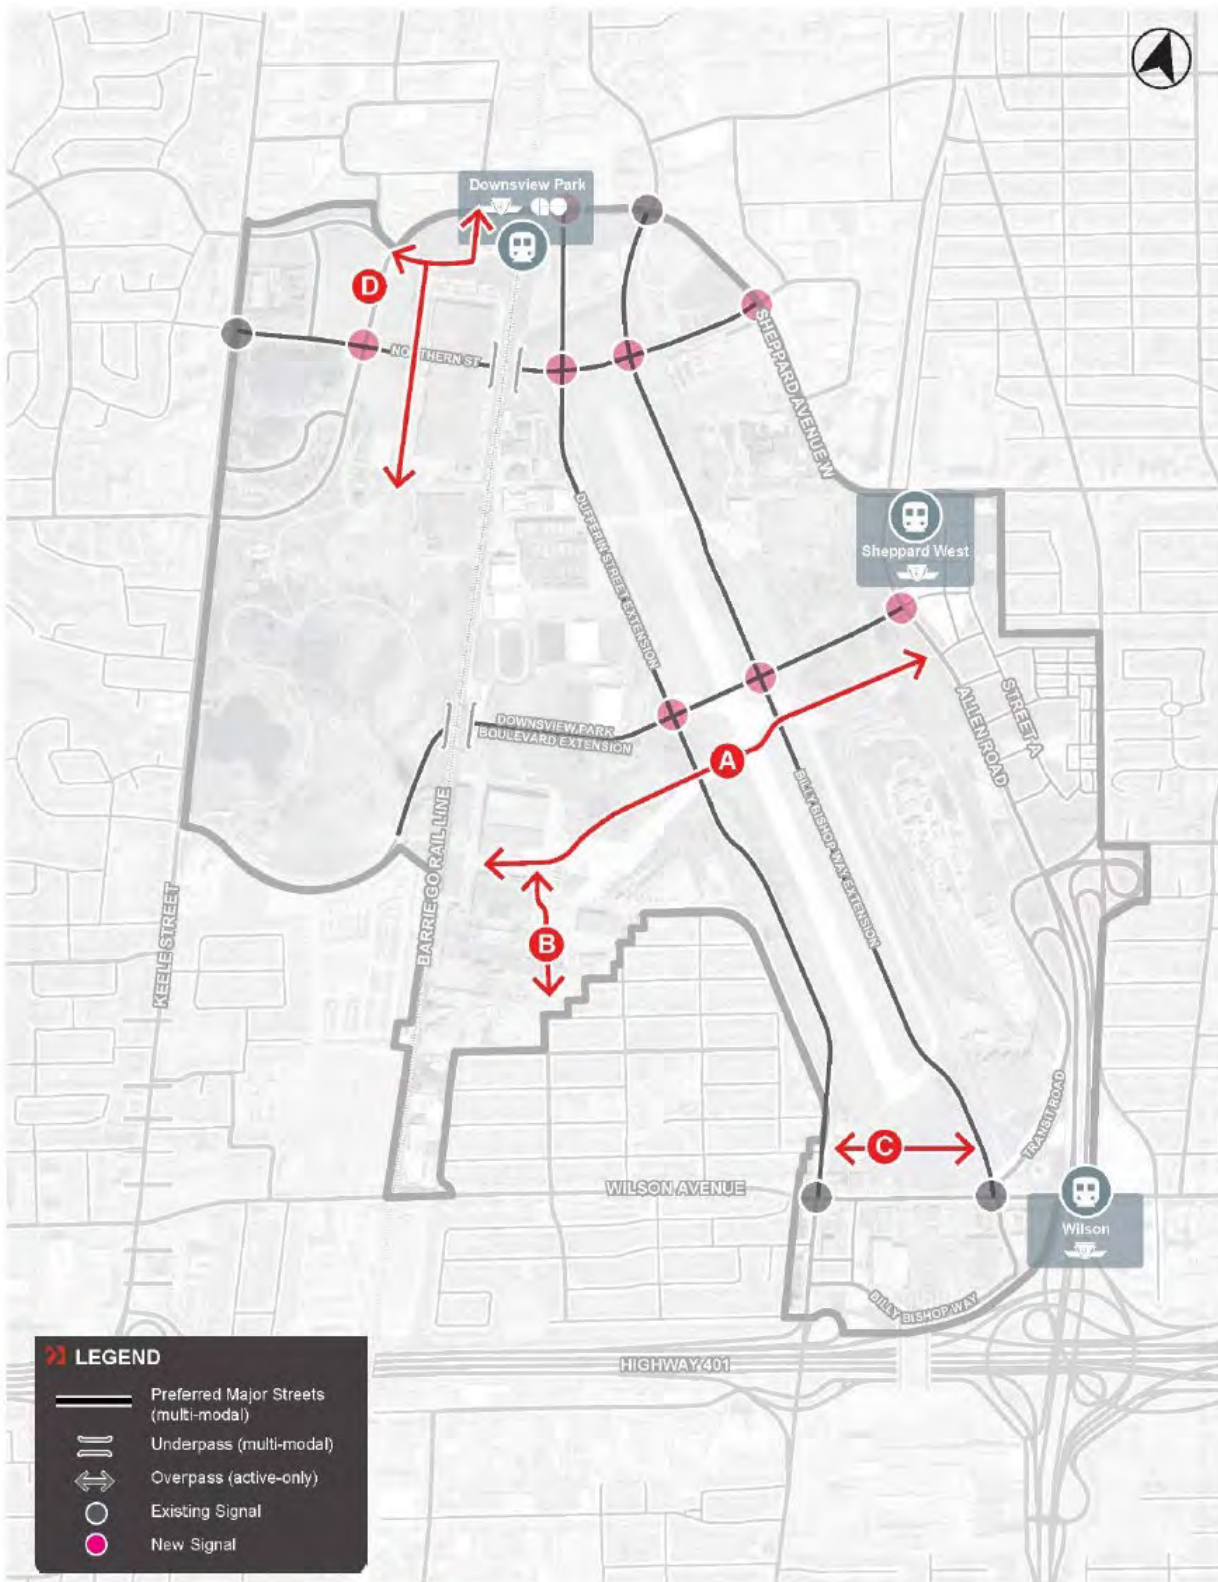 Downsview Park
D
NORTHERN ST
SHEPPARD AVENUE W
Sheppard West
DUFFERIN STREET EXTENSION
STREET A
ALLEN ROAD
DOWNSVIEW PARK
BOULEVARD EXTENSION
A
BILLY BISHOP WAY EXTENSION
BARRIE GO RAIL LINE
KEELE STREET
B
TRANSIT ROAD
C
WILSON AVENUE
Wilson
BILLY BISHOP WAY
HIGHWAY 401
LEGEND
Preferred Major Streets
(multi-modal)
Underpass (multi-modal)
Overpass (active-only)
Existing Signal
New Signal